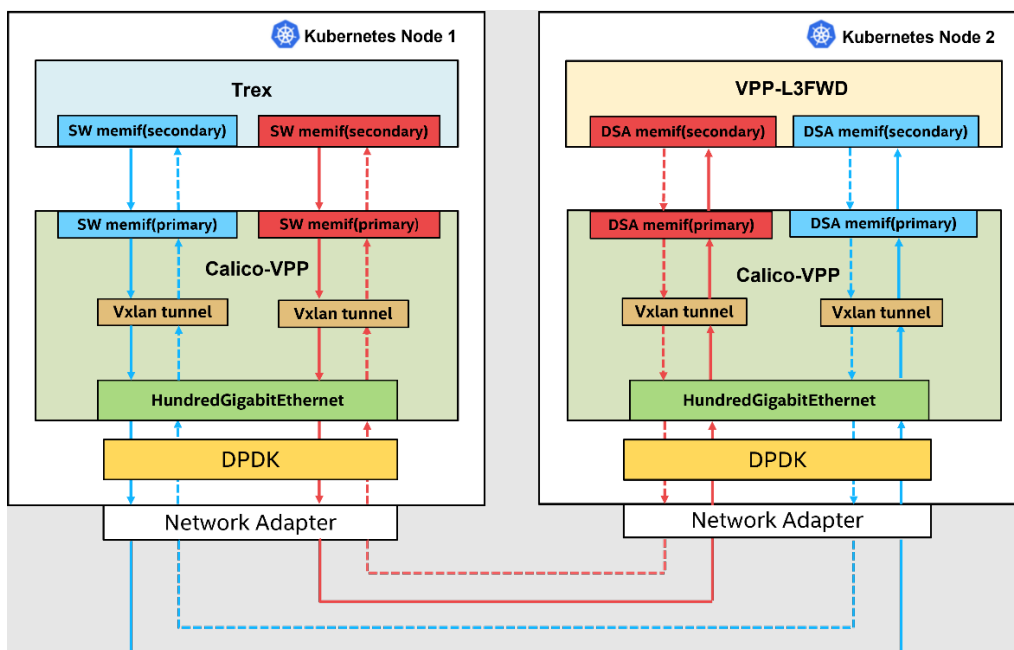 Kubernetes Node 1
Trex
SW memif(secondary)
SW memif(secondary)
SW memif(primary)
SW memif(primary)
Calico-VPP
Vxlan tunnel
Vxlan tunnel
HundredGigabitEthernet
DPDK
Network Adapter
Kubernetes Node 2
VPP-L3FWD
DSA memif(secondary)
DSA memif(secondary)
DSA memif(primary)
DSA memif(primary)
Calico-VPP
Vxlan tunnel
Vxlan tunnel
HundredGigabitEthernet
DPDK
Network Adapter